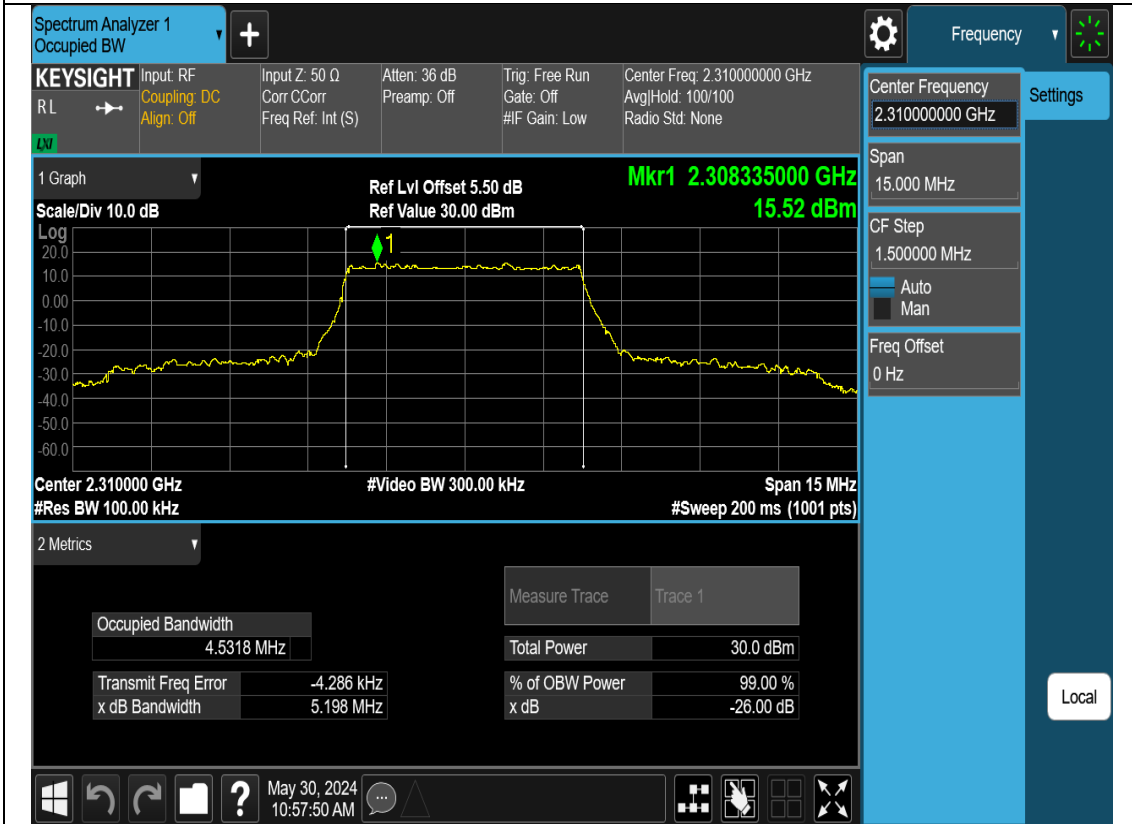 Spectrum Analyzer 1
Occupied BW
+
Frequency
KEYSIGHT
RL
LXI
Input: RF
Coupling: DC
Align: Off
Input Z: 50 Ω
Corr CCorr
Freq Ref: Int (S)
Atten: 36 dB
Preamp: Off
Trig: Free Run
Gate: Off
#IF Gain: Low
Center Freq: 2.310000000 GHz
Avg|Hold: 100/100
Radio Std: None
Center Frequency
2.310000000 GHz
Settings
Span
15.000 MHz
CF Step
1.500000 MHz
Auto
Man
Freq Offset
0 Hz
Local
1 Graph
Scale/Div 10.0 dB
Ref Lvl Offset 5.50 dB
Ref Value 30.00 dBm
Mkr1 2.308335000 GHz
15.52 dBm
Log
1
20.0
10.0
0.00
-10.0
-20.0
-30.0
-40.0
-50.0
-60.0
Center 2.310000 GHz
#Video BW 300.00 kHz
Span 15 MHz
#Res BW 100.00 kHz
#Sweep 200 ms (1001 pts)
2 Metrics
Measure Trace Trace 1
Occupied Bandwidth
4.5318 MHz
Total Power 30.0 dBm
Transmit Freq Error -4.286 kHz
% of OBW Power 99.00 %
x dB Bandwidth 5.198 MHz
x dB -26.00 dB
?
May 30, 2024
10:57:50 AM